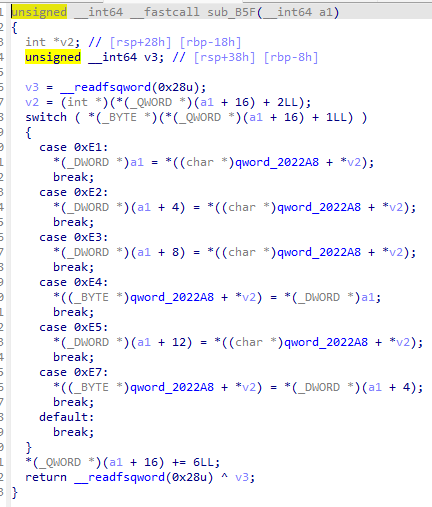 unsigned __int64 __fastcall sub_B5F(__int64 a1)
{
int *v2; // [rsp+28h] [rbp-18h]
unsigned __int64 v3; // [rsp+38h] [rbp-8h]
v3 = __readfsqword(0x28u);
v2 = (int *)(*(_QWORD *)(a1 + 16) + 2LL);
switch ( *(_BYTE *)(*(_QWORD *)(a1 + 16) + 1LL) )
{
case 0xE1:
*(_DWORD *)a1 = *((char *)qword_2022A8 + *v2);
break;
case 0xE2:
*(_DWORD *)(a1 + 4) = *((char *)qword_2022A8 + *v2);
break;
case 0xE3:
*(_DWORD *)(a1 + 8) = *((char *)qword_2022A8 + *v2);
break;
case 0xE4:
*((_BYTE *)qword_2022A8 + *v2) = *(_DWORD *)a1;
break;
case 0xE5:
*(_DWORD *)(a1 + 12) = *((char *)qword_2022A8 + *v2);
break;
case 0xE7:
*((_BYTE *)qword_2022A8 + *v2) = *(_DWORD *)(a1 + 4);
break;
default:
break;
}
*(_QWORD *)(a1 + 16) += 6LL;
return __readfsqword(0x28u) ^ v3;
}